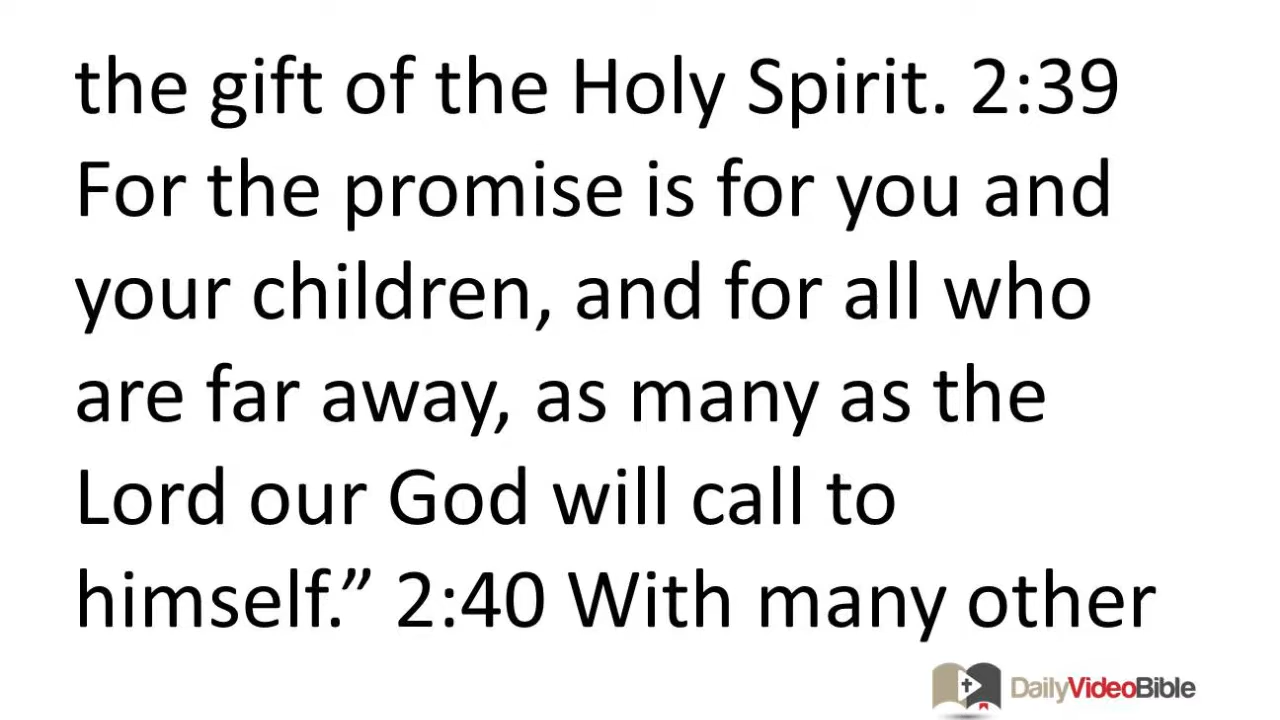 the gift of the Holy Spirit. 2:39
For the promise is for you and
your children, and for all who
are far away, as many as the
Lord our God will call to
himself.” 2:40 With many other
DailyVideoBible